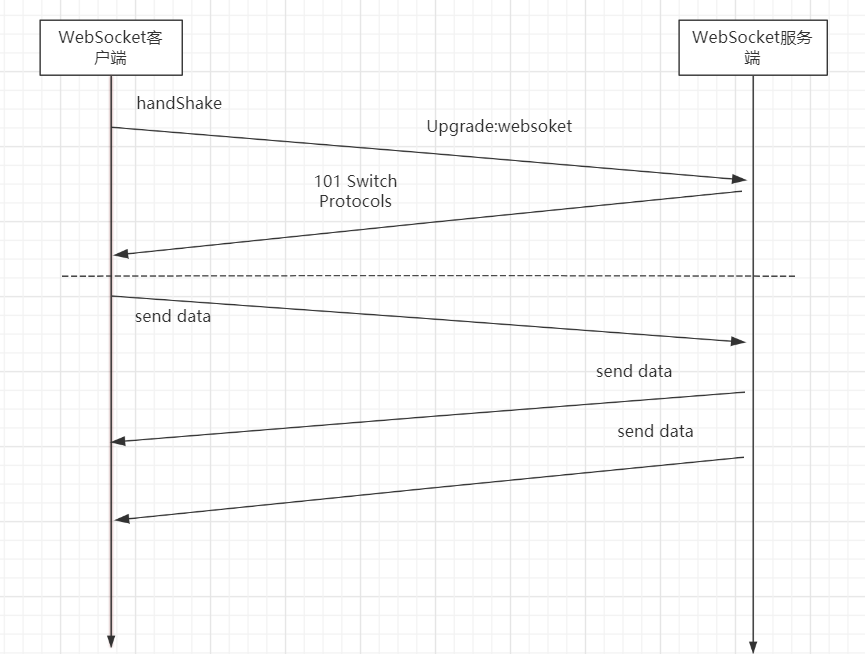 WebSocket客
户端
WebSocket服务
端
handShake
Upgrade:websoket
101 Switch
Protocols
send data
send data
send data